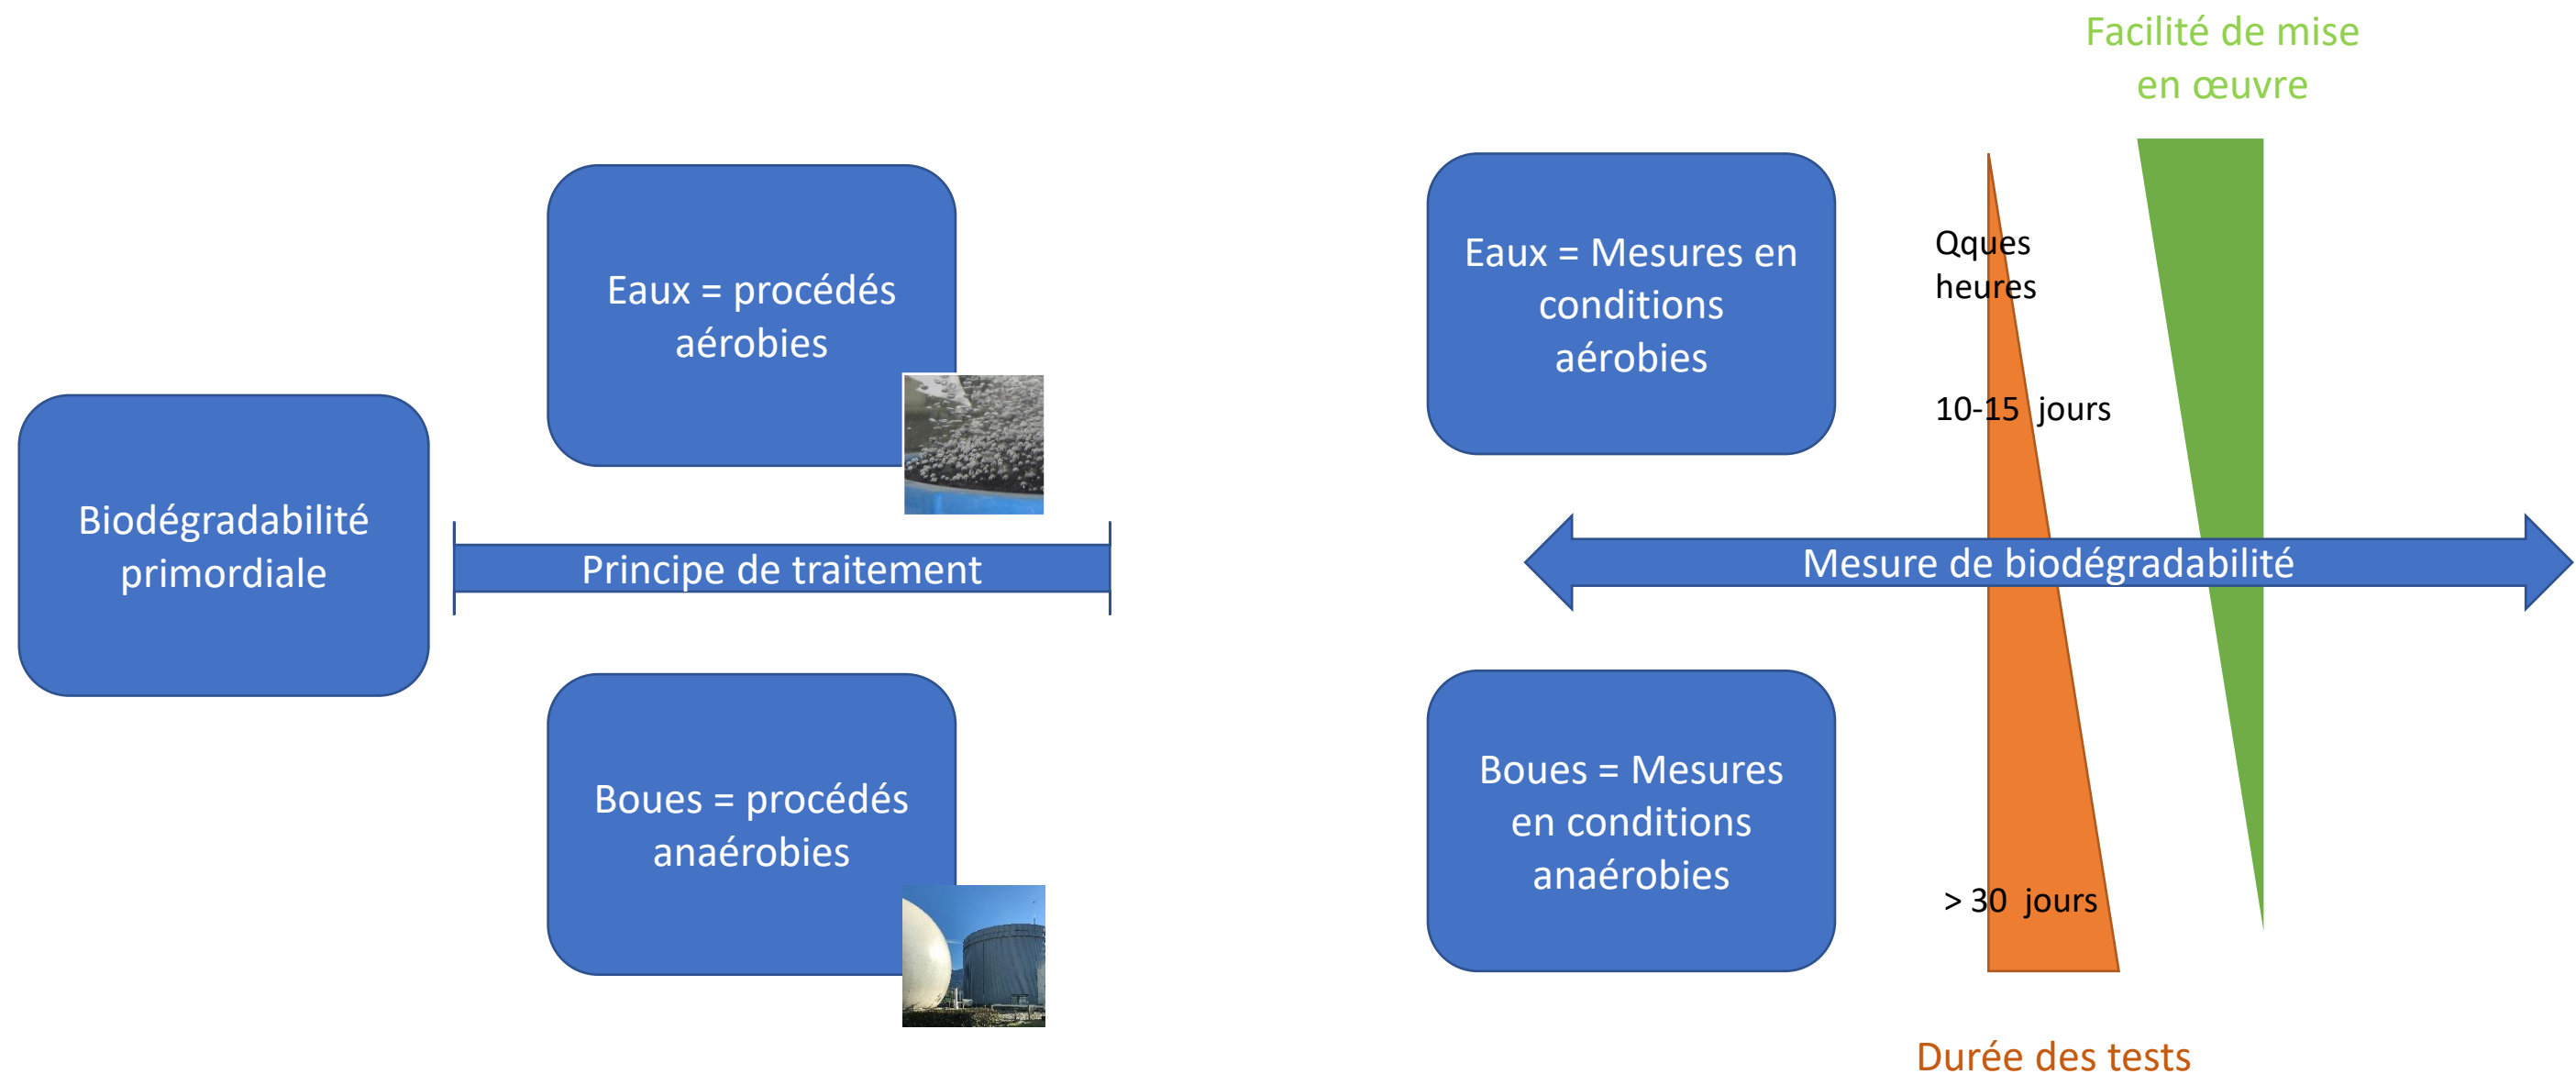 Facilité de mise
en œuvre
Biodégradabilité
primordiale
Eaux = procédés
aérobies
Principe de traitement
Boues = procédés
anaérobies
Eaux = Mesures en
conditions
aérobies
Qques
heures
10-15 jours
Mesure de biodégradabilité
Boues = Mesures
en conditions
anaérobies
> 30 jours
Durée des tests